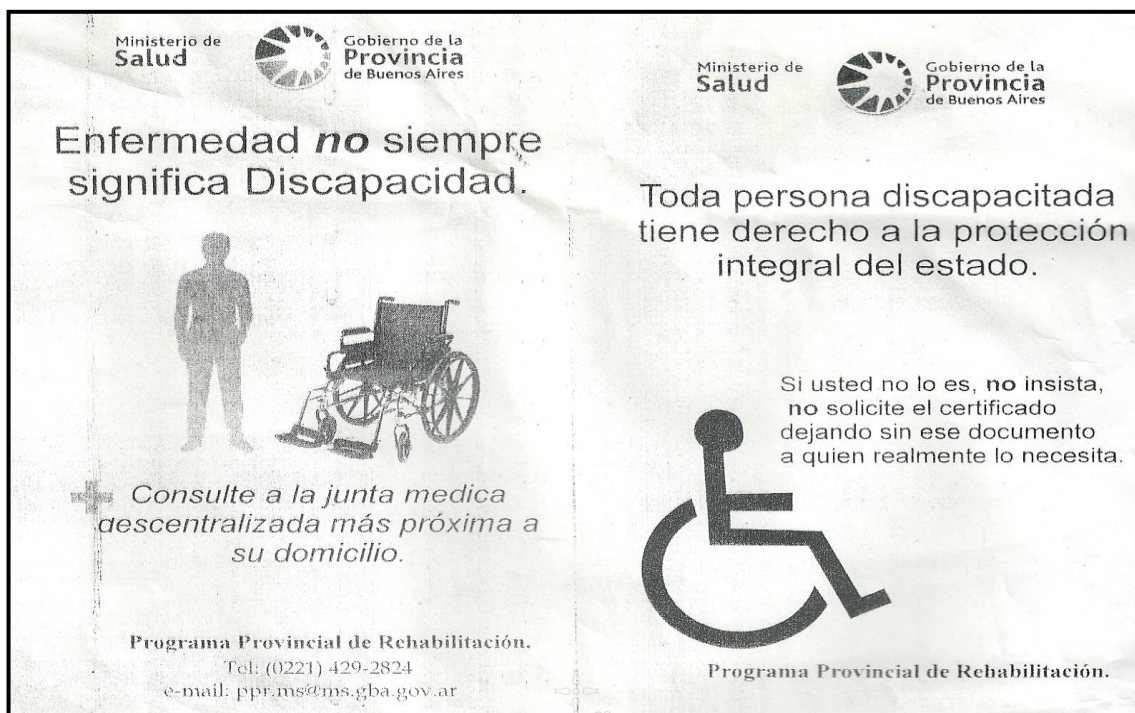 Ministerio de
Salud
Gobierno de la
Provincia
de Buenos Aires
Enfermedad no siempre
significa Discapacidad.
Consulte a la junta medica
descentralizada más próxima a
su domicilio.
Programa Provincial de Rehabilitación.
Tel: (0221) 429-2824
e-mail: ppr.ms@ms.gba.gov.ar
Ministerio de
Salud
Gobierno de la
Provincia
de Buenos Aires
Toda persona discapacitada
tiene derecho a la protección
integral del estado.
Si usted no lo es, no insista,
no solicite el certificado
dejando sin ese documento
a quien realmente lo necesita.
Programa Provincial de Rehabilitación.